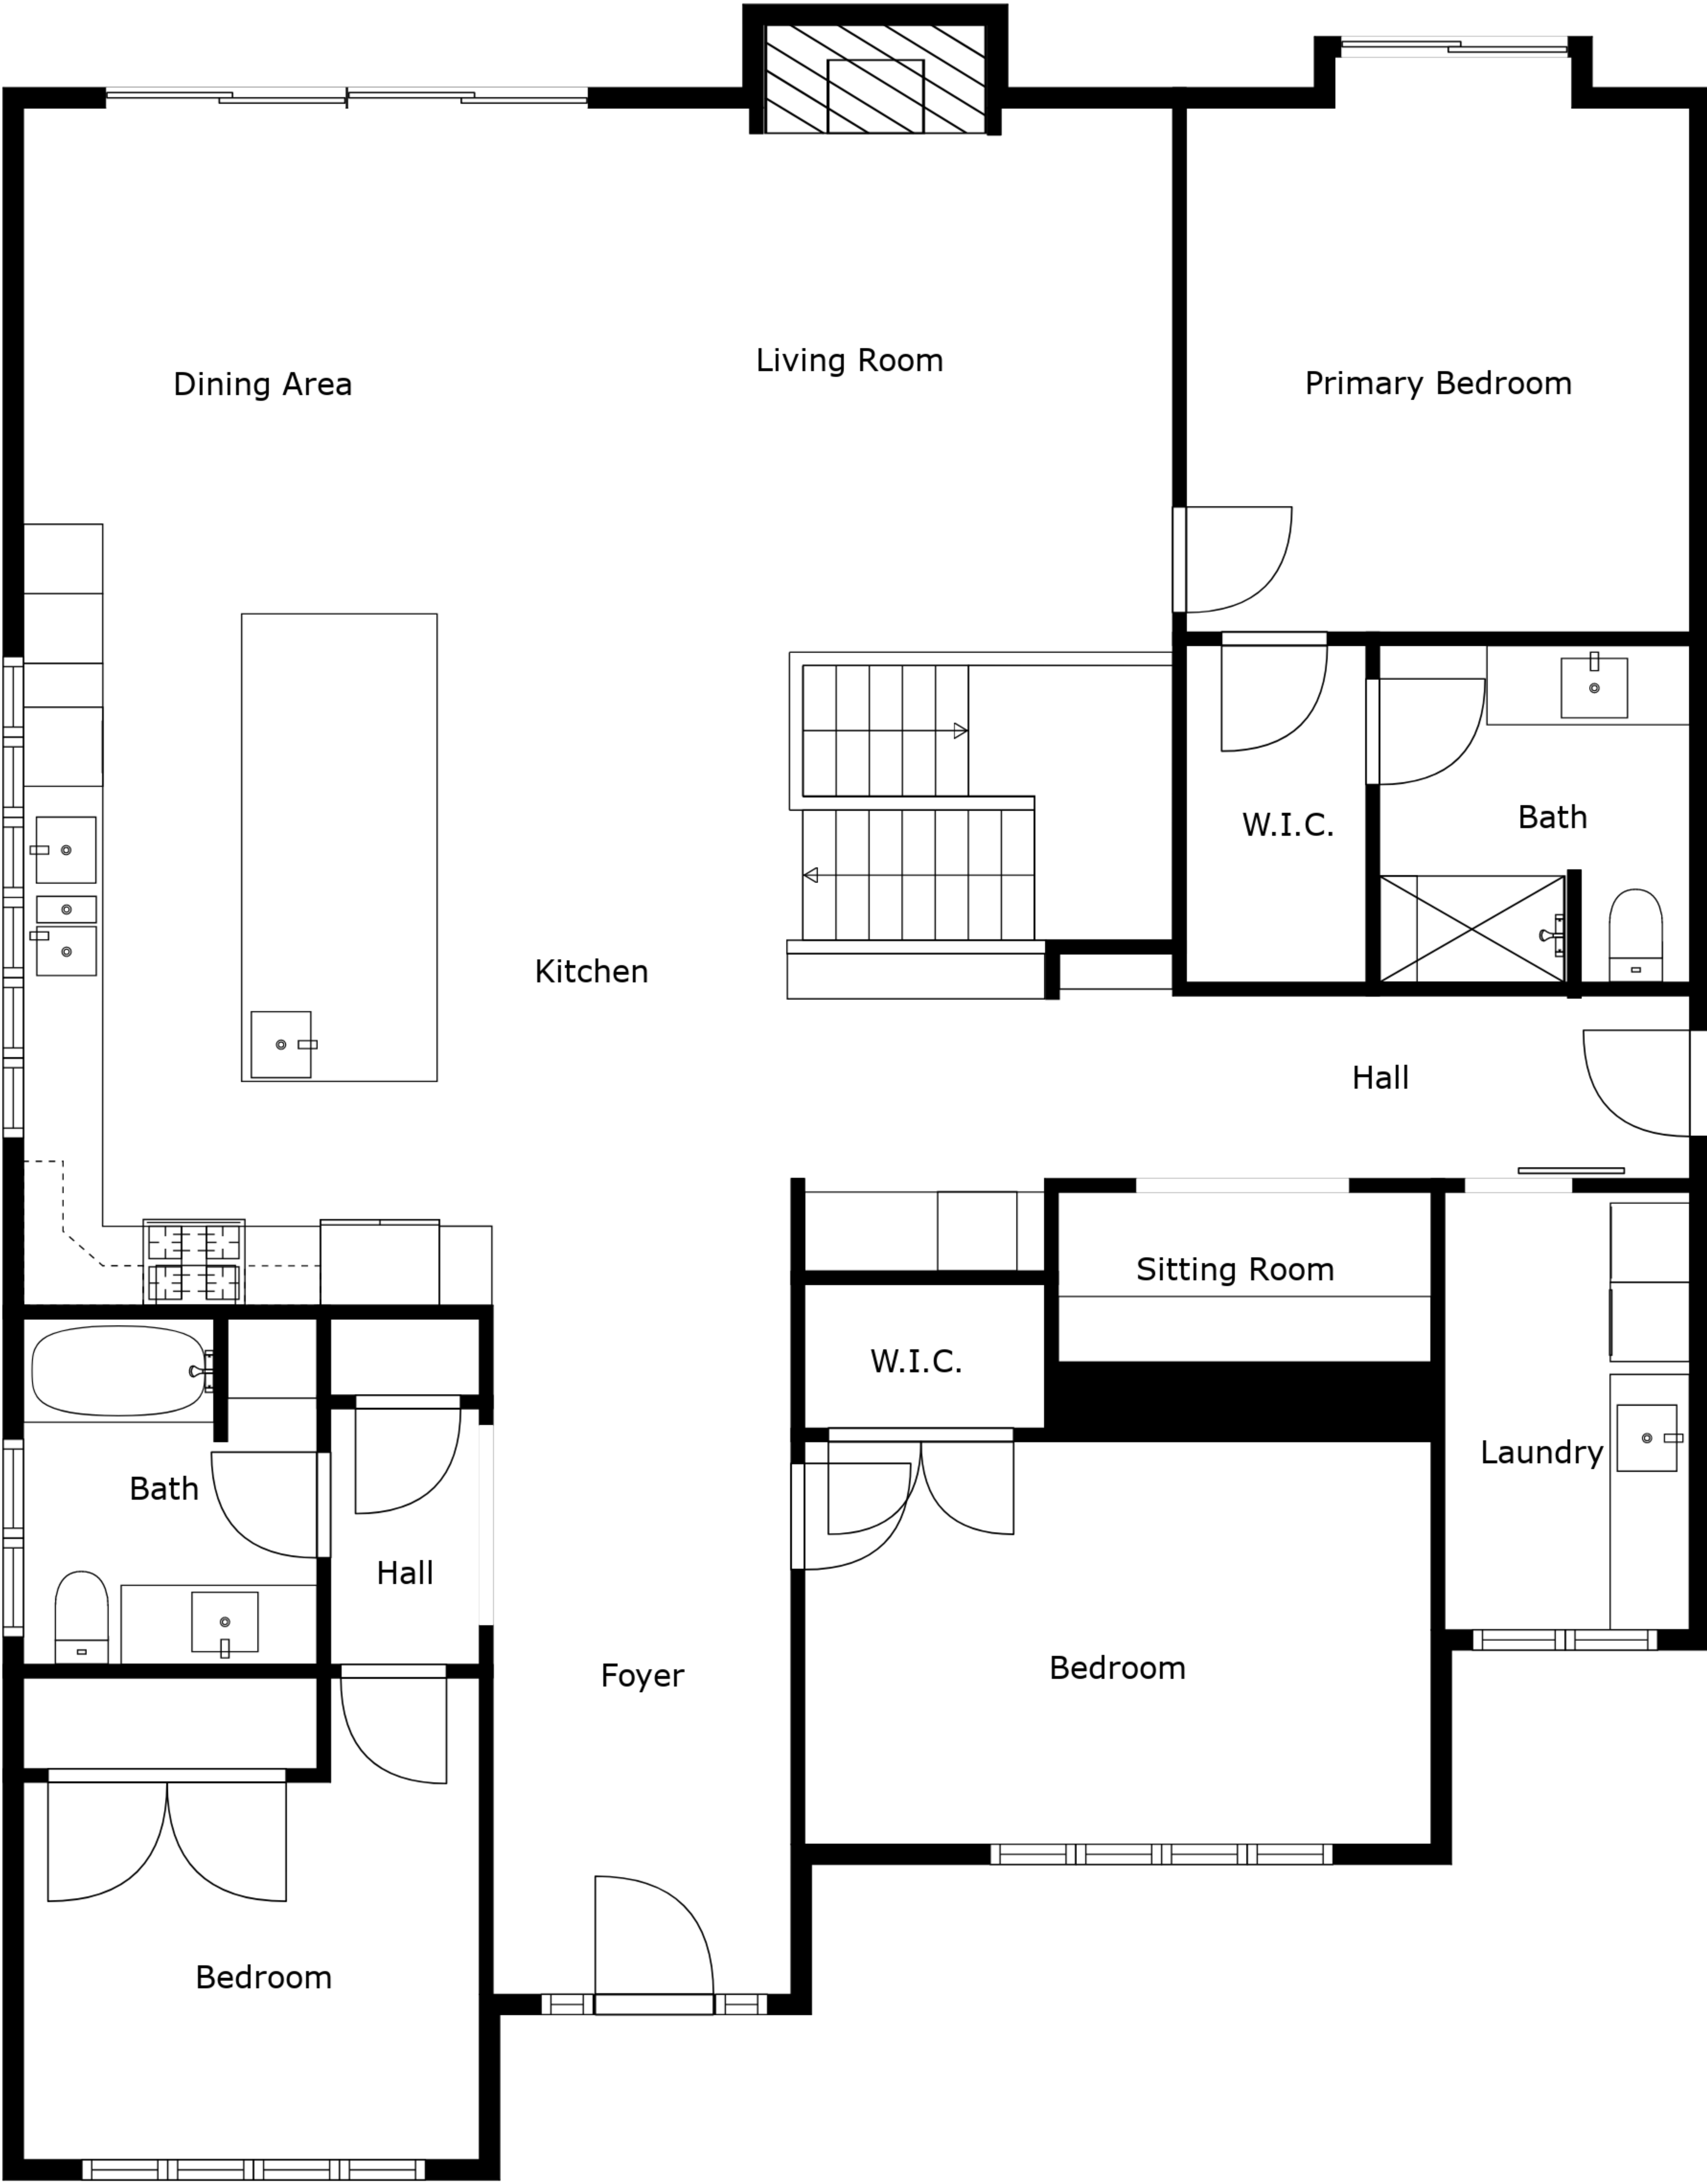 Living Room
Dining Area
Primary Bedroom
W.I.C.
Bath
Kitchen
Hall
Sitting Room
W.I.C.
Laundry
Bath
Hall
Foyer
Bedroom
Bedroom